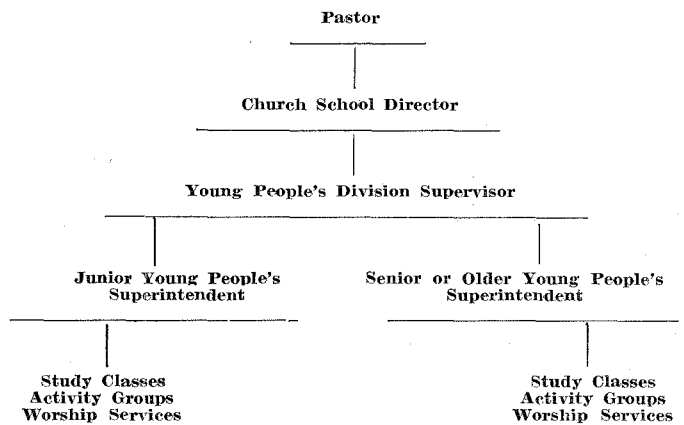 Pastor
Church School Director
Young People's Division Supervisor
Junior Young People's
Superintendent
Senior or Older Young People's
Superintendent
Study Classes
Activity Groups
Worship Services
Study Classes
Activity Groups
Worship Services